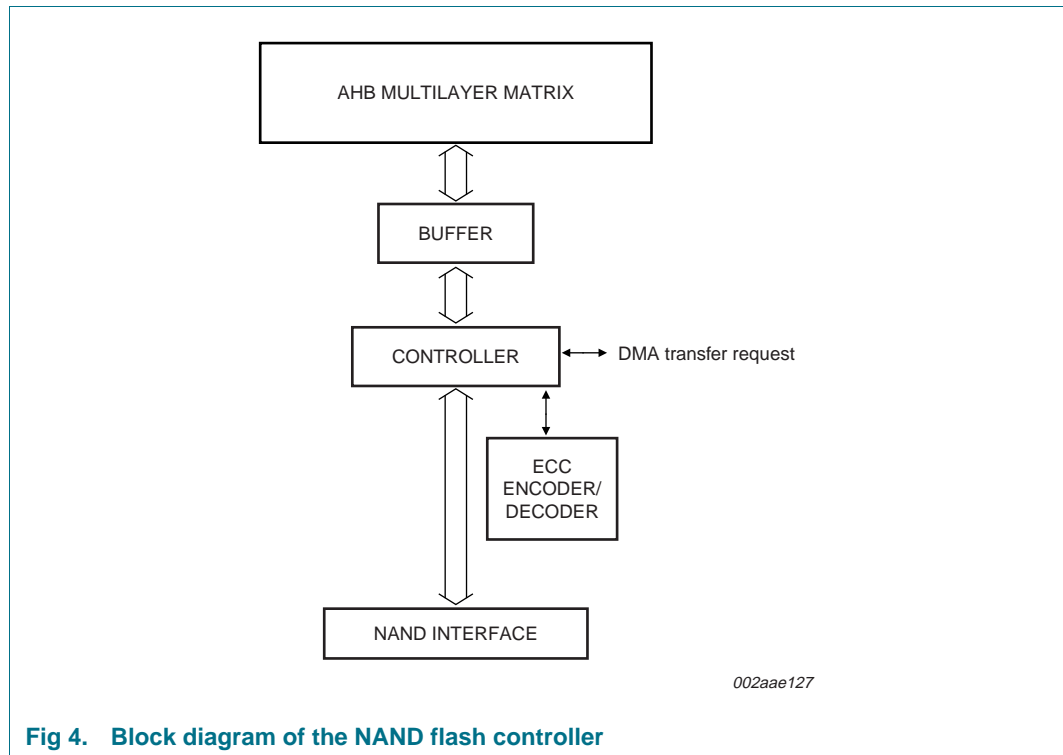 AHB MULTILAYER MATRIX
BUFFER
CONTROLLER
DMA transfer request
ECC
ENCODER/
DECODER
NAND INTERFACE
002aae127
Fig 4. Block diagram of the NAND flash controller